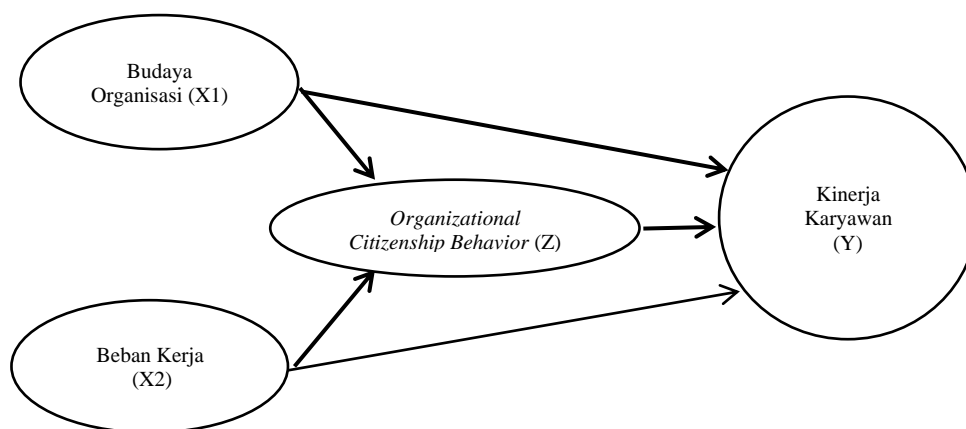 Budaya
Organisasi (X1)
Organizational
Citizenship Behavior (Z)
Kinerja
Karyawan
(Y)
Beban Kerja
(X2)